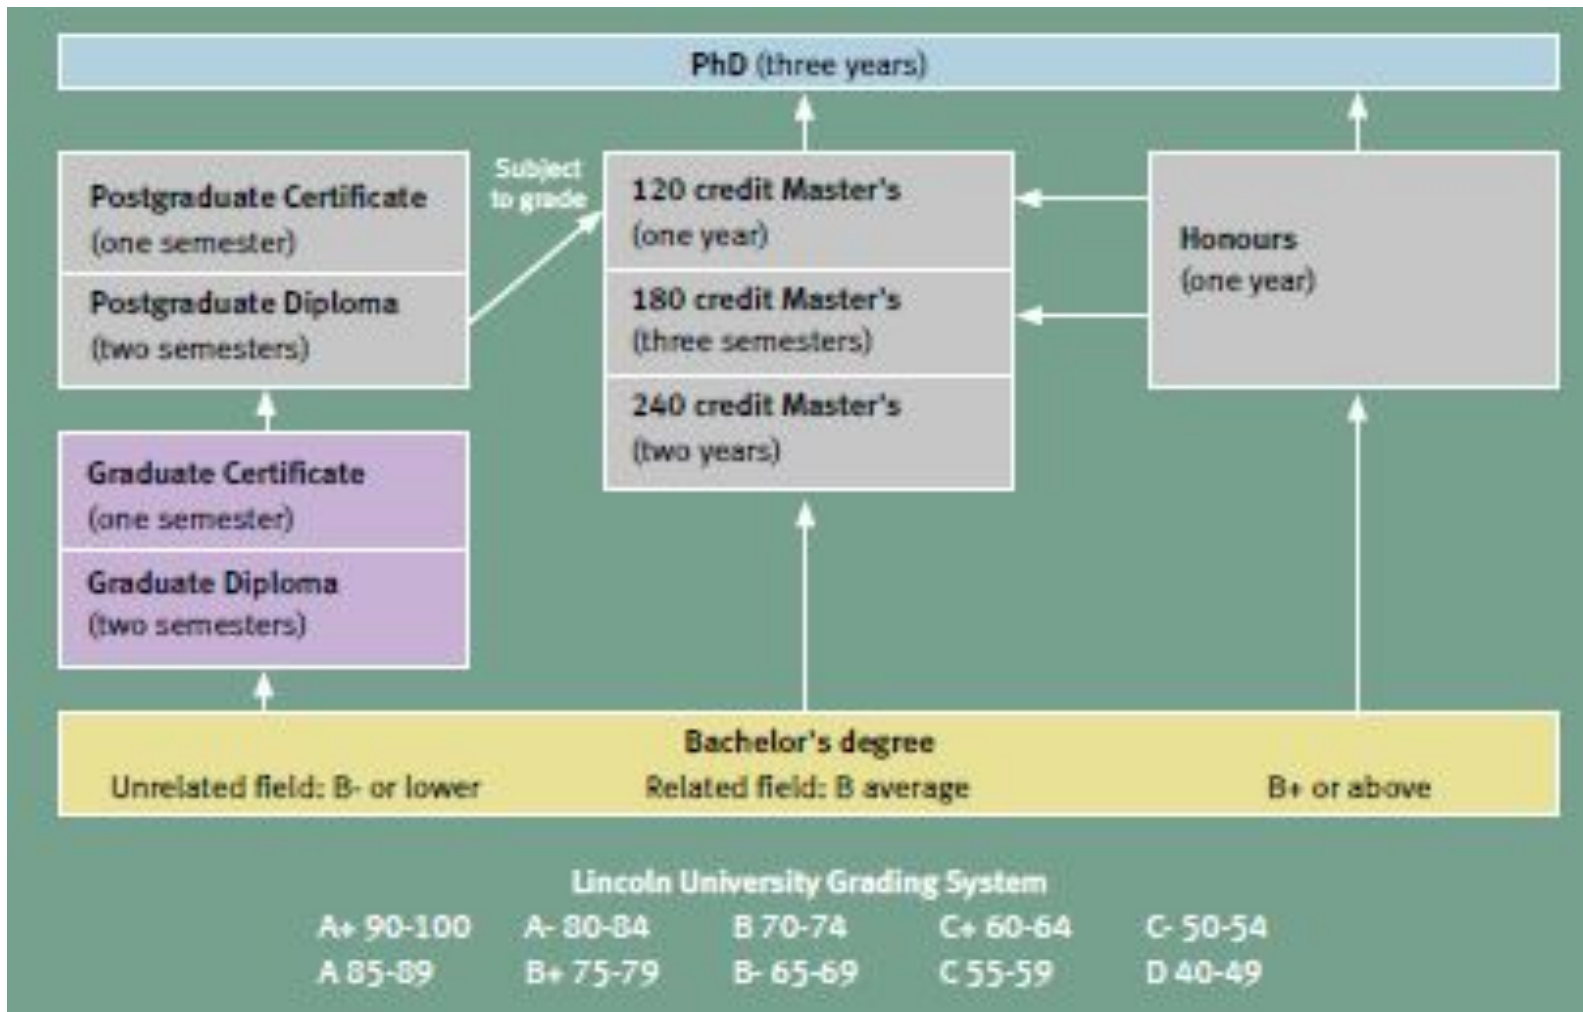 PhD (three years)
Postgraduate Certificate
(one semester)
Postgraduate Diploma
(two semesters)
Subject
to grade
120 credit Master's
(one year)
180 credit Master's
(three semesters)
240 credit Master's
(two years)
Honours
(one year)
Graduate Certificate
(one semester)
Graduate Diploma
(two semesters)
Bachelor's degree
Unrelated field: B- or lower
Related field: B average
B+ or above
Lincoln University Grading System
A+ 90-100 A- 80-84 B 70-74 C+ 60-64 C- 50-54
A 85-89 B+ 75-79 B- 65-69 C 55-59 D 40-49